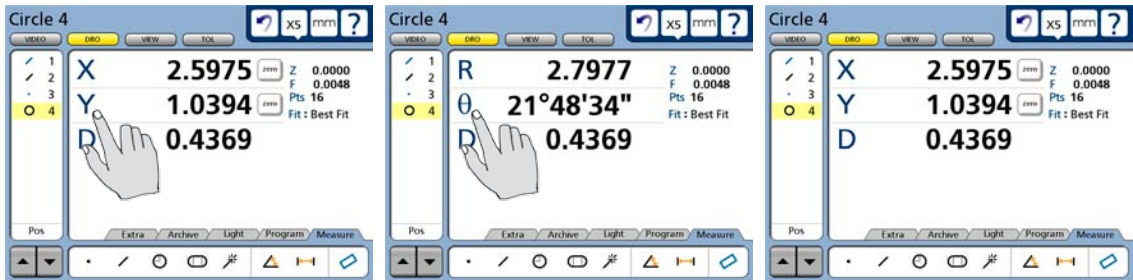 Circle 4
x5 mm ?
VIDEO DRO VIEW TOL
1
2
3
4
X 2.5975 zero
Y 1.0394 zero
D 0.4369
Z 0.0000
F 0.0048
Pts 16
Fit : Best Fit
Pos
Extra Archive Light Program Measure
Circle 4
x5 mm ?
VIDEO DRO VIEW TOL
1
2
3
4
R 2.7977
θ 21°48'34"
D 0.4369
Z 0.0000
F 0.0048
Pts 16
Fit : Best Fit
Pos
Extra Archive Light Program Measure
Circle 4
x5 mm ?
VIDEO DRO VIEW TOL
1
2
3
4
X 2.5975 zero
Y 1.0394 zero
D 0.4369
Z 0.0000
F 0.0048
Pts 16
Fit : Best Fit
Pos
Extra Archive Light Program Measure